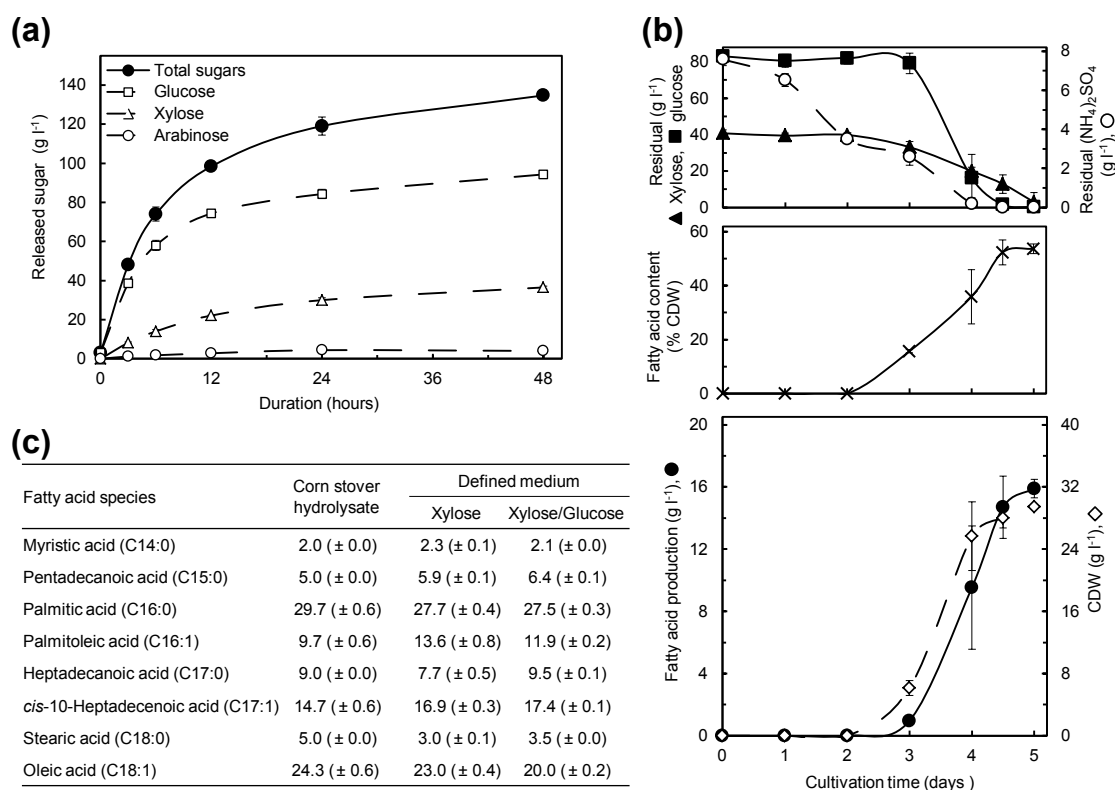 (a)
140
120
100
80
60
40
20
0
Released sugar (g l-1)
Total sugars
Glucose
Xylose
Arabinose
0 12 24 36 48
Duration (hours)
(b)
80
60
40
20
0
Residual (g l-1)
Xylose, glucose
8
6
4
2
0
Residual (NH4)2SO4
(g l-1),
60
40
20
0
Fatty acid content
(% CDW)
20
16
12
8
4
0
Fatty acid production (g l-1),
40
32
24
16
8
0
CDW (g l-1),
0 1 2 3 4 5
Cultivation time (days)
(c)
Fatty acid species Corn stover hydrolysate Defined medium
Xylose Xylose/Glucose
Myristic acid (C14:0) 2.0 (± 0.0) 2.3 (± 0.1) 2.1 (± 0.0)
Pentadecanoic acid (C15:0) 5.0 (± 0.0) 5.9 (± 0.1) 6.4 (± 0.1)
Palmitic acid (C16:0) 29.7 (± 0.6) 27.7 (± 0.4) 27.5 (± 0.3)
Palmitoleic acid (C16:1) 9.7 (± 0.6) 13.6 (± 0.8) 11.9 (± 0.2)
Heptadecanoic acid (C17:0) 9.0 (± 0.0) 7.7 (± 0.5) 9.5 (± 0.1)
cis-10-Heptadecenoic acid (C17:1) 14.7 (± 0.6) 16.9 (± 0.3) 17.4 (± 0.1)
Stearic acid (C18:0) 5.0 (± 0.0) 3.0 (± 0.1) 3.5 (± 0.0)
Oleic acid (C18:1) 24.3 (± 0.6) 23.0 (± 0.4) 20.0 (± 0.2)